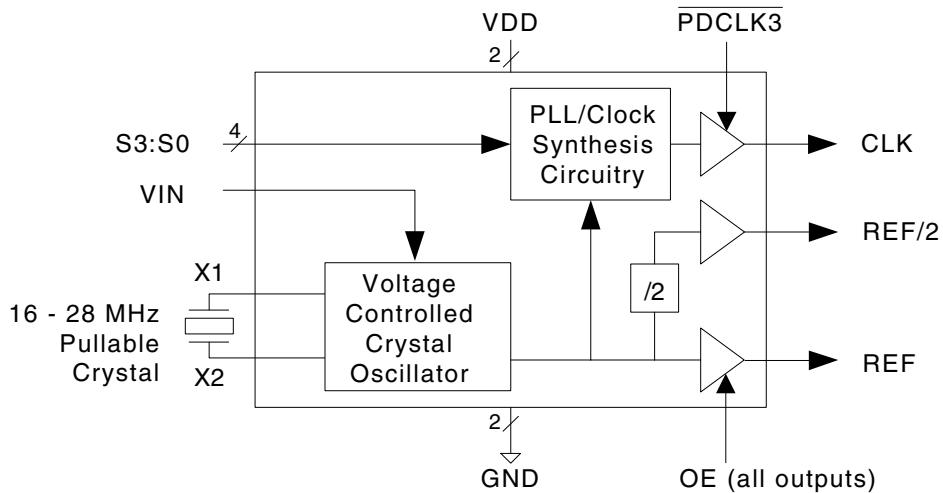 VDD
PDCLK3
2
S3:S0
4
PLL/Clock
Synthesis
Circuitry
CLK
VIN
REF/2
X1
Voltage
Controlled
Crystal
Oscillator
/2
16 - 28 MHz
Pullable
Crystal
X2
REF
2
GND
OE (all outputs)